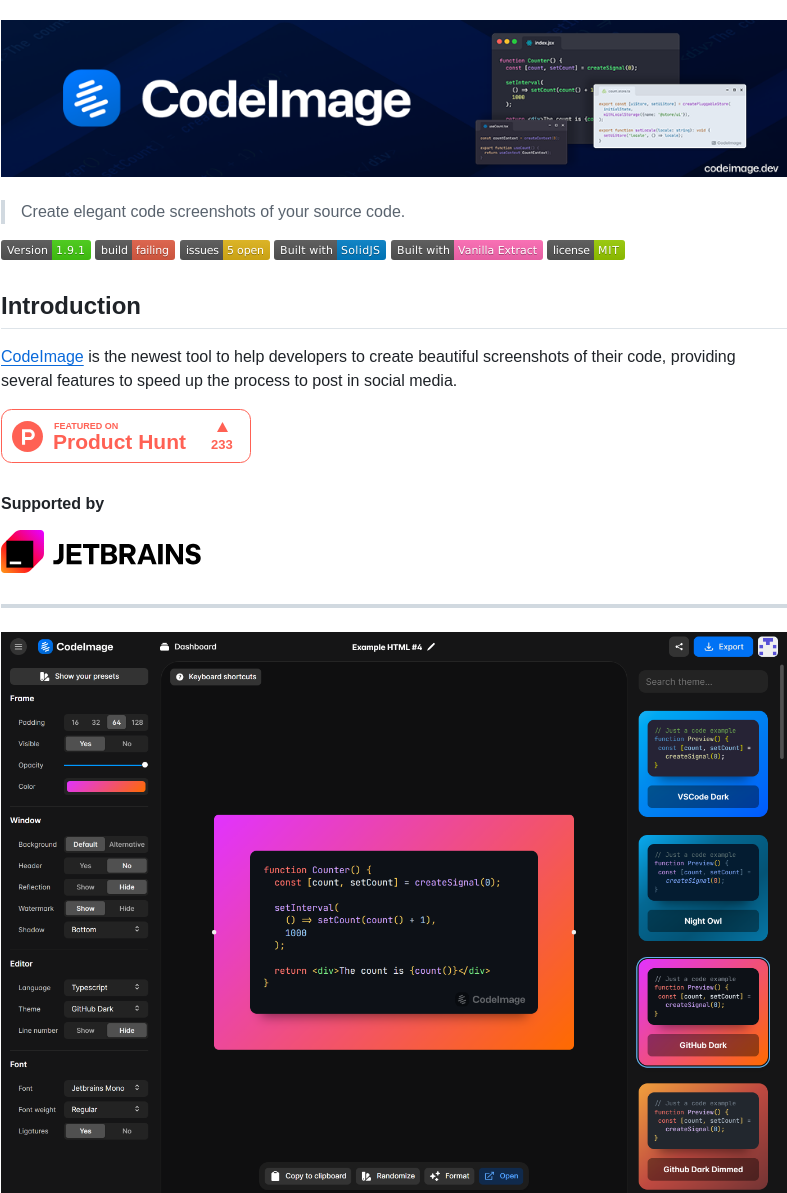 CodeImage
index.jsx
function Counter() {
const [count, setCount] = createSignal(0);
setInterval(
() => setCount(count() + 1
1000
);
return <div>The count is {co
codeimage.dev
Create elegant code screenshots of your source code.
Version 1.9.1 build failing issues 5 open Built with SolidJS Built with Vanilla Extract license MIT
Introduction
CodeImage is the newest tool to help developers to create beautiful screenshots of their code, providing
several features to speed up the process to post in social media.
FEATURED ON
Product Hunt
233
Supported by
JETBRAINS
CodeImage
Dashboard
Example HTML #4
Export
Show your presets
Keyboard shortcuts
Search theme...
Frame
Padding 16 32 64 128
Visible Yes No
Opacity
Color
Window
Background Default Alternative
Header Yes No
Reflection Show Hide
Watermark Show Hide
Shadow Bottom
Editor
Language Typescript
Theme GitHub Dark
Line number Show Hide
Font
Font Jetbrains Mono
Font weight Regular
Ligatures Yes No
function Counter() {
const [count, setCount] = createSignal(0);
setInterval(
() => setCount(count() + 1),
1000
);
return <div>The count is {count()}</div>
}
CodeImage
Copy to clipboard
Randomize
Format
Open
// Just a code example
function Preview() {
const [count, setCount] =
createSignal(0);
}
VSCode Dark
// Just a code example
function Preview() {
const [count, setCount] =
createSignal(0);
}
Night Owl
// Just a code example
function Preview() {
const [count, setCount] =
createSignal(0);
}
GitHub Dark
// Just a code example
function Preview() {
const [count, setCount] =
createSignal(0);
}
Github Dark Dimmed